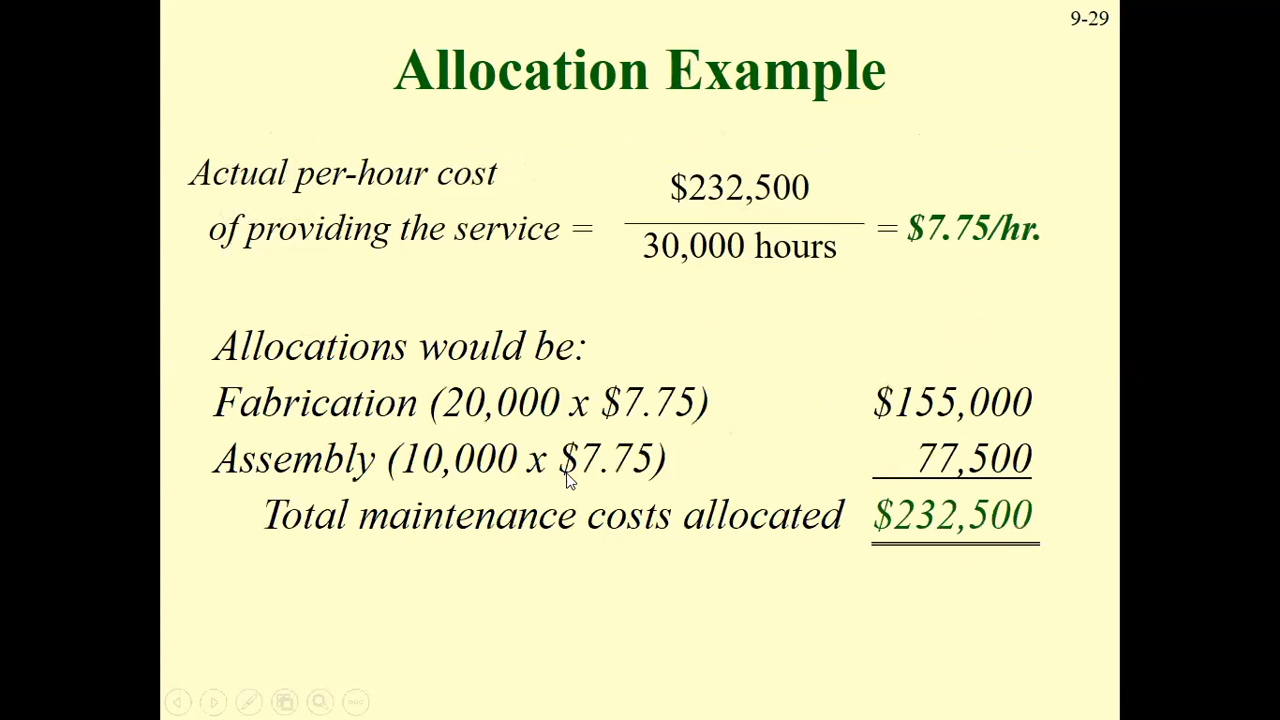 9-29
Allocation Example
Actual per-hour cost
of providing the service =
$232,500
30,000 hours
= $7.75/hr.
Allocations would be:
Fabrication (20,000 x $7.75) $155,000
Assembly (10,000 x $7.75) 77,500
Total maintenance costs allocated $232,500